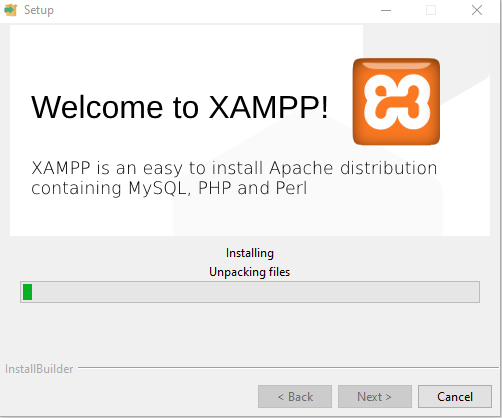 Setup
Welcome to XAMPP!
XAMPP is an easy to install Apache distribution
containing MySQL, PHP and Perl
Installing
Unpacking files
InstallBuilder
< Back
Next >
Cancel